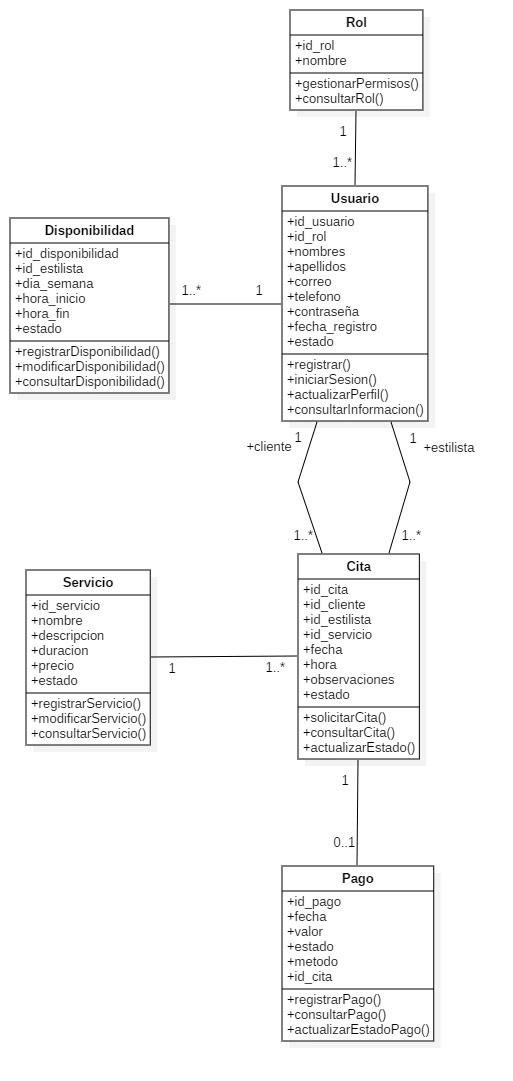 Rol
+id_rol
+nombre
+gestionarPermisos()
+consultarRol()
1
1..*
Usuario
+id_usuario
+id_rol
+nombres
+apellidos
+correo
+telefono
+contraseña
+fecha_registro
+estado
+registrar()
+iniciarSesion()
+actualizarPerfil()
+consultarInformacion()
Disponibilidad
+id_disponibilidad
+id_estilista
+dia_semana
+hora_inicio
+hora_fin
+estado
+registrarDisponibilidad()
+modificarDisponibilidad()
+consultarDisponibilidad()
1..*
1
+cliente
1
1
+estilista
1..*
1..*
Cita
+id_cita
+id_cliente
+id_estilista
+id_servicio
+fecha
+hora
+observaciones
+estado
+solicitarCita()
+consultarCita()
+actualizarEstado()
Servicio
+id_servicio
+nombre
+descripcion
+duracion
+precio
+estado
+registrarServicio()
+modificarServicio()
+consultarServicio()
1
1..*
1
0..1
Pago
+id_pago
+fecha
+valor
+estado
+metodo
+id_cita
+registrarPago()
+consultarPago()
+actualizarEstadoPago()